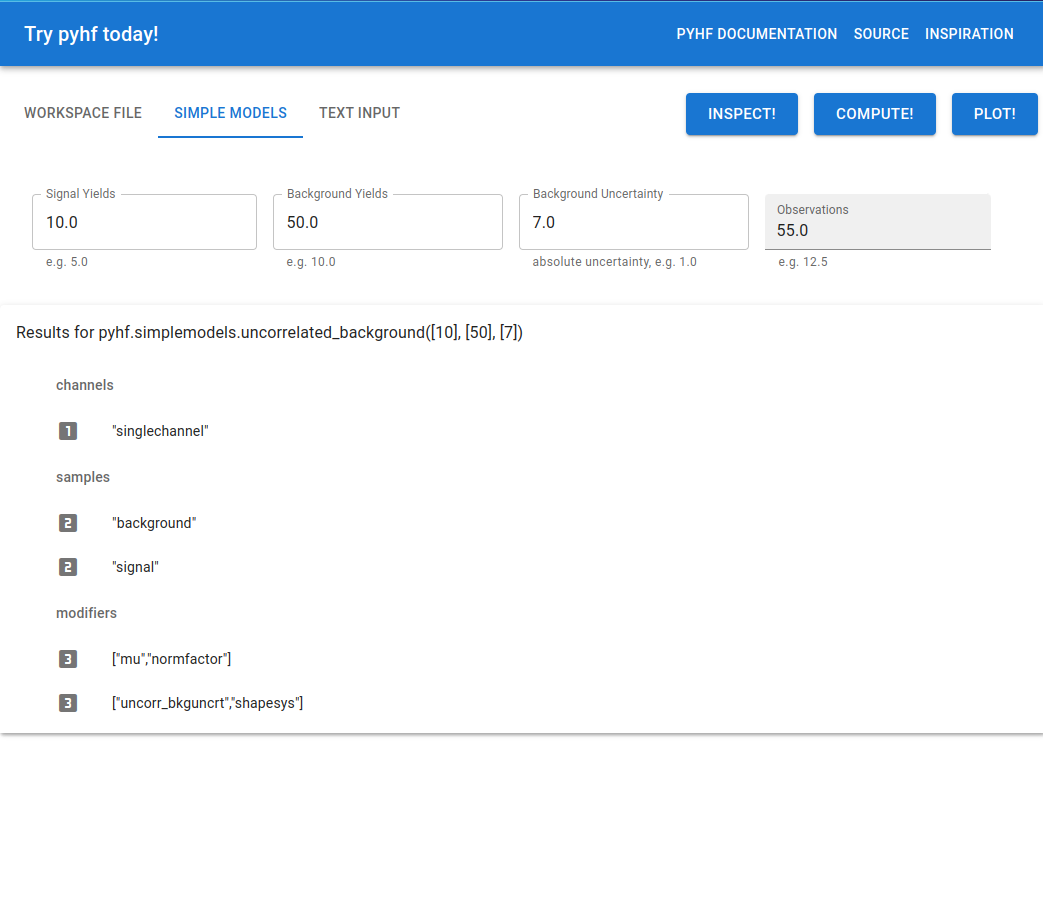 Try pyhf today! PYHF DOCUMENTATION SOURCE INSPIRATION
WORKSPACE FILE SIMPLE MODELS TEXT INPUT INSPECT! COMPUTE! PLOT!
Signal Yields Background Yields Background Uncertainty Observations
10.0 50.0 7.0 55.0
e.g. 5.0 e.g. 10.0 absolute uncertainty, e.g. 1.0 e.g. 12.5
Results for pyhf.simplemodels.uncorrelated_background([10], [50], [7])
channels
1 "singlechannel"
samples
2 "background"
2 "signal"
modifiers
3 ["mu","normfactor"]
3 ["uncorr_bkguncrt","shapesys"]